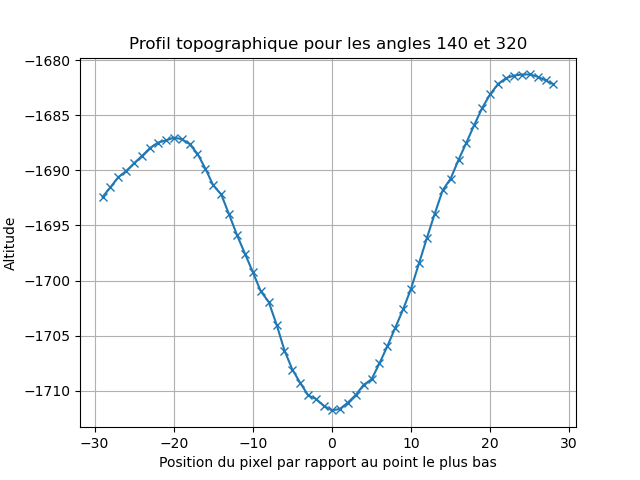 Profil topographique pour les angles 140 et 320
−1680
−1685
−1690
−1695
−1700
−1705
−1710
Altitude
−30 −20 −10 0 10 20 30
Position du pixel par rapport au point le plus bas